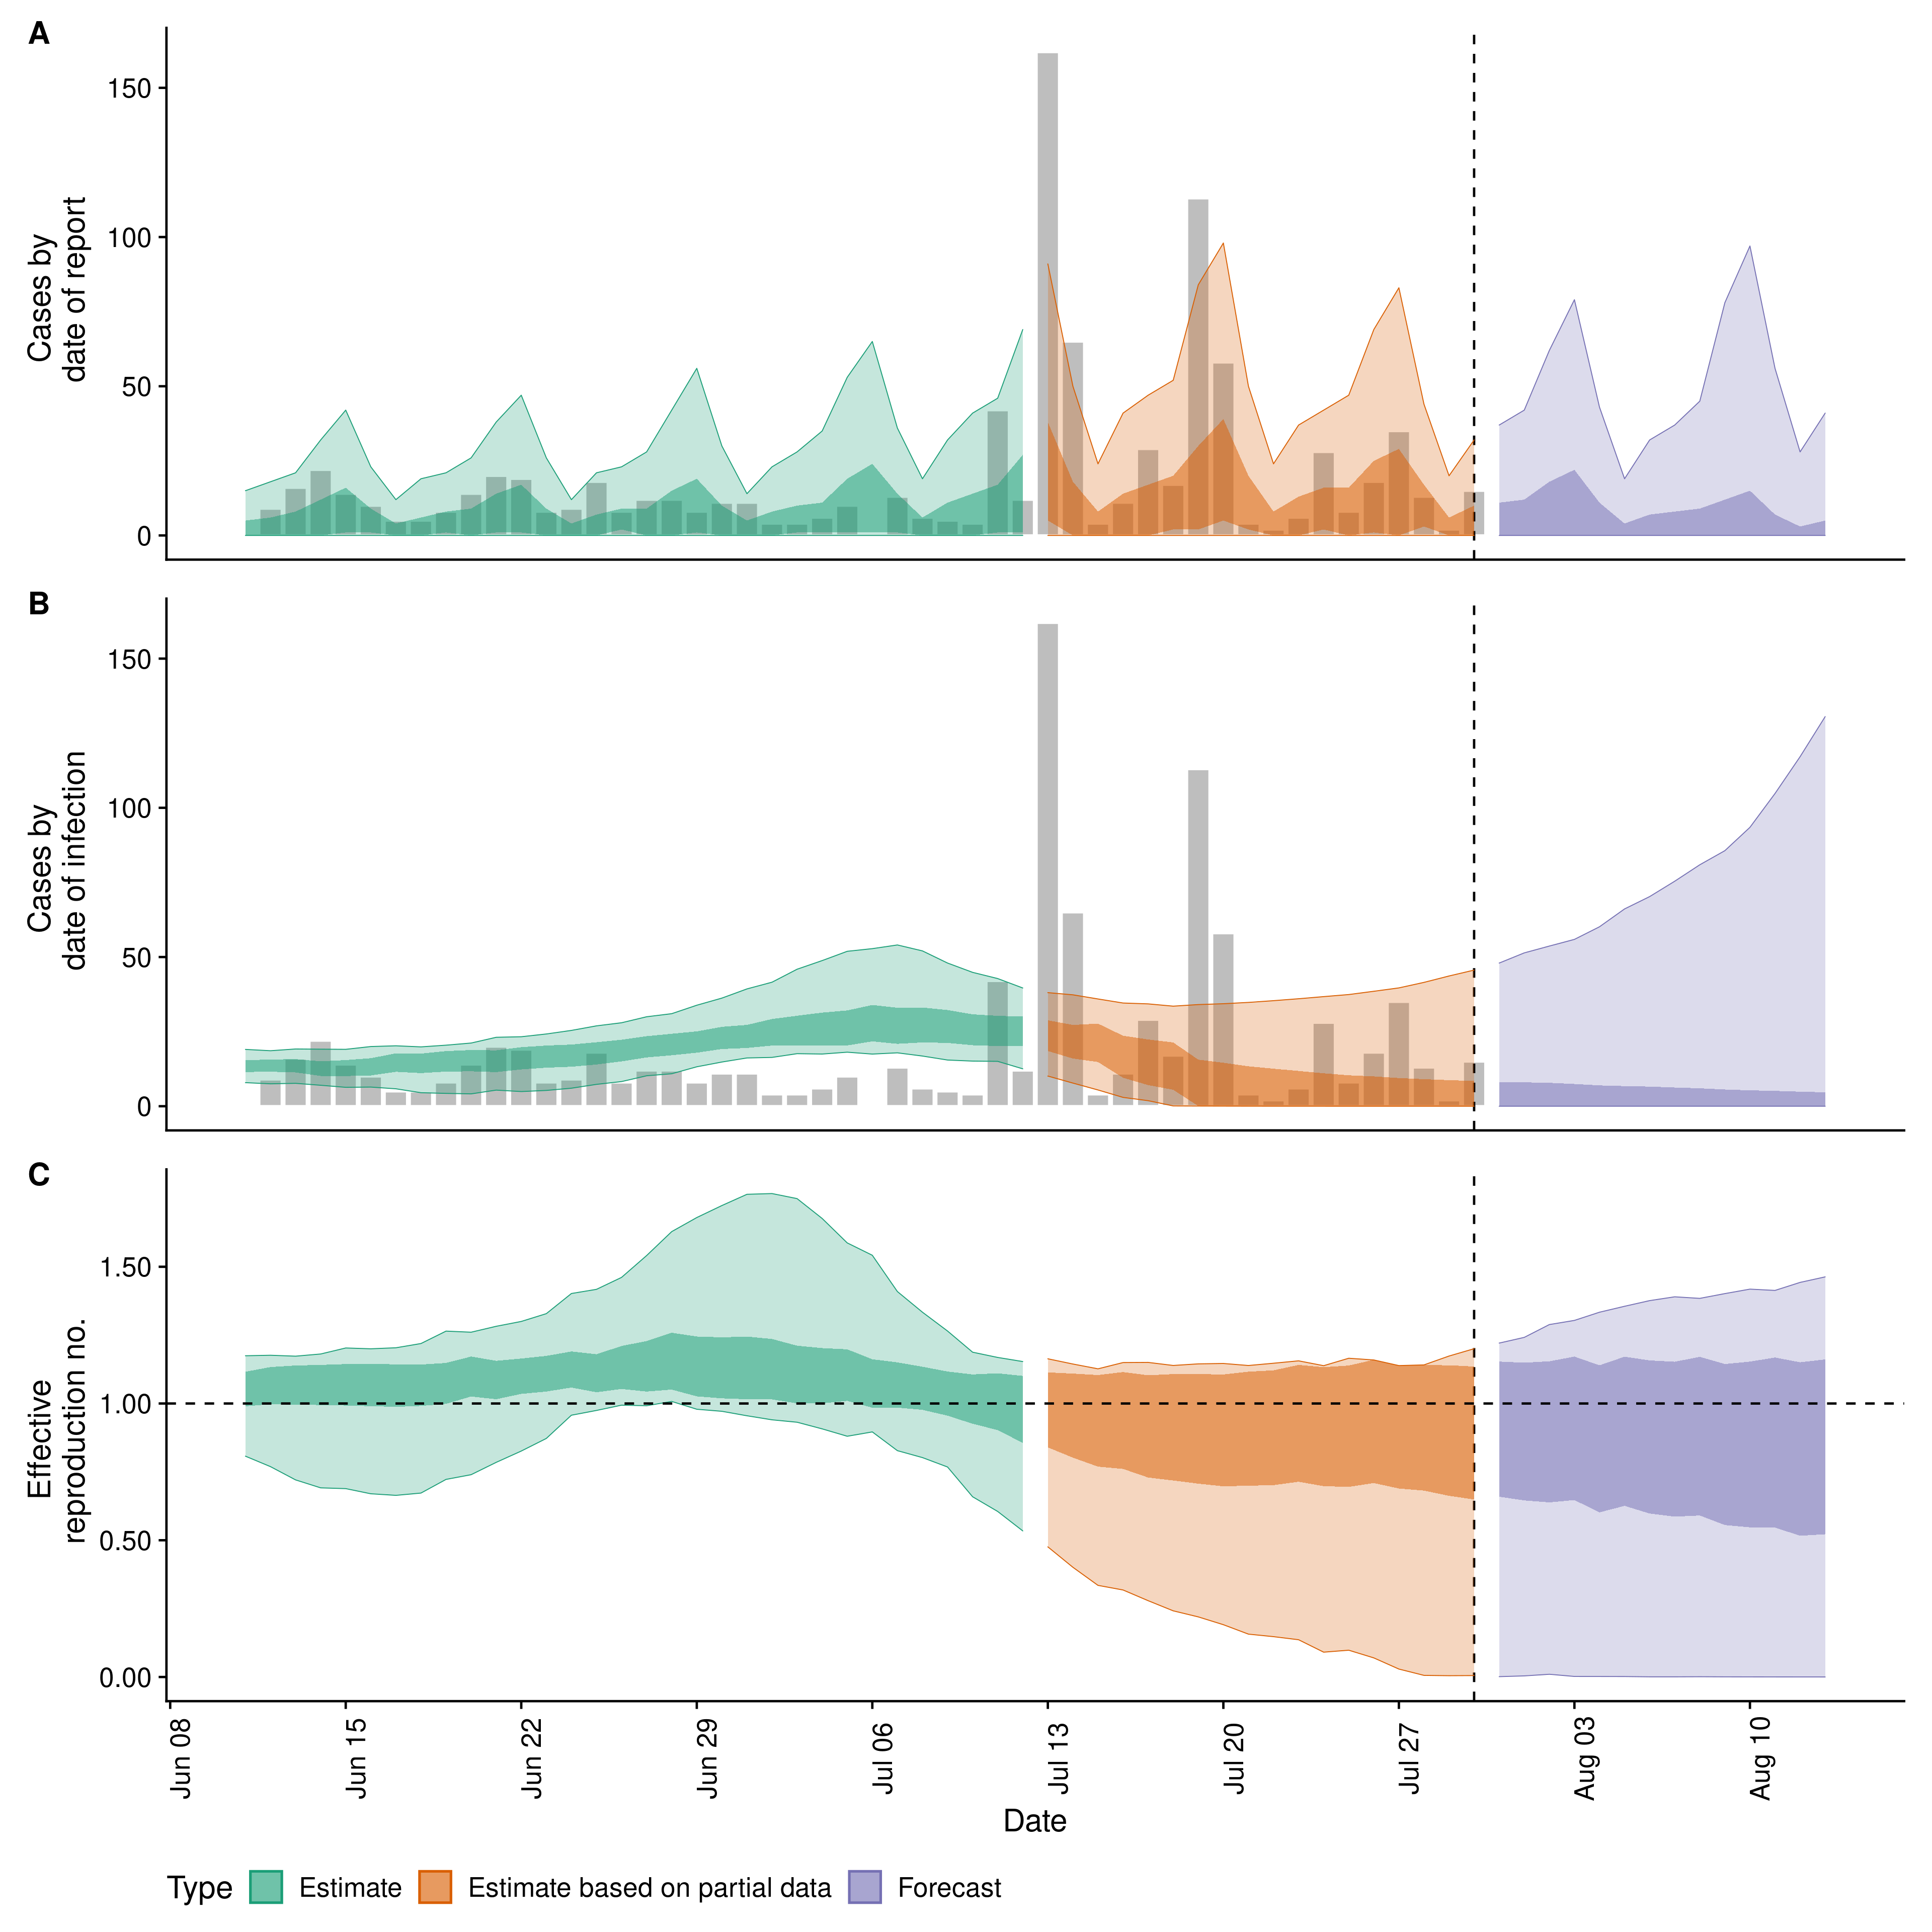 A
150
100
50
0
Cases by
date of report
B
150
100
50
0
Cases by
date of infection
C
1.50
1.00
0.50
0.00
Effective
reproduction no.
Jun 08
Jun 15
Jun 22
Jun 29
Jul 06
Jul 13
Jul 20
Jul 27
Aug 03
Aug 10
Date
Type Estimate Estimate based on partial data Forecast